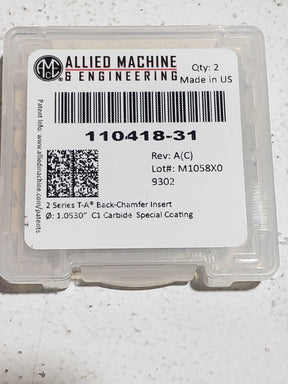 AMEC
ALLIED MACHINE
& ENGINEERING
Qty: 2
Made in US
110418-31
Rev: A(C)
Lot#: M1058X0
9302
2 Series T-A® Back-Chamfer Insert
Ø: 1.0530" C1 Carbide Special Coating
Patent Info: www.alliedmachine.com/patents